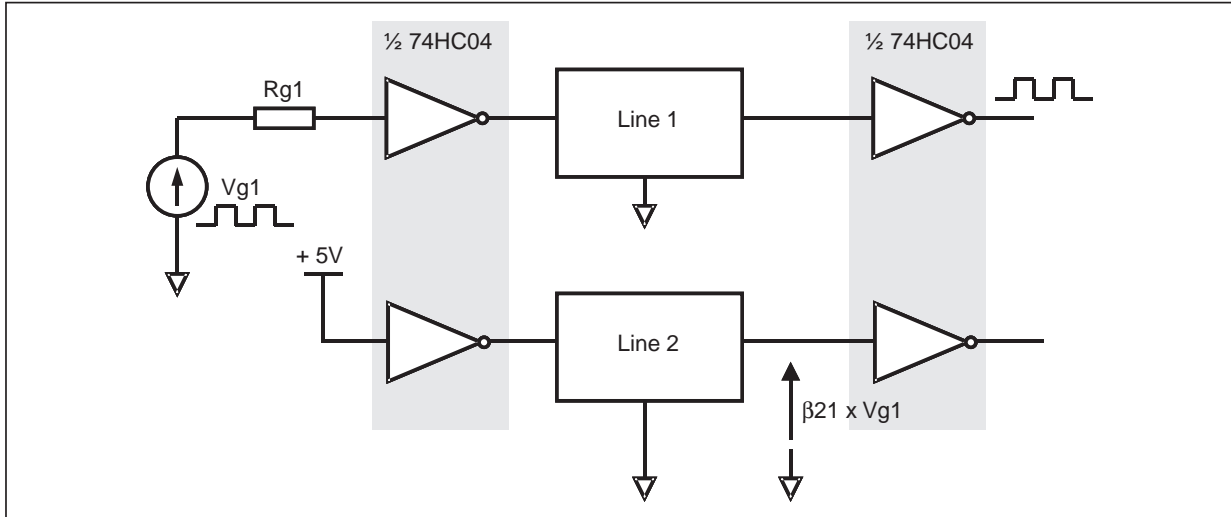 ½ 74HC04
½ 74HC04
Rg1
Line 1
Vg1
+ 5V
Line 2
β21 x Vg1